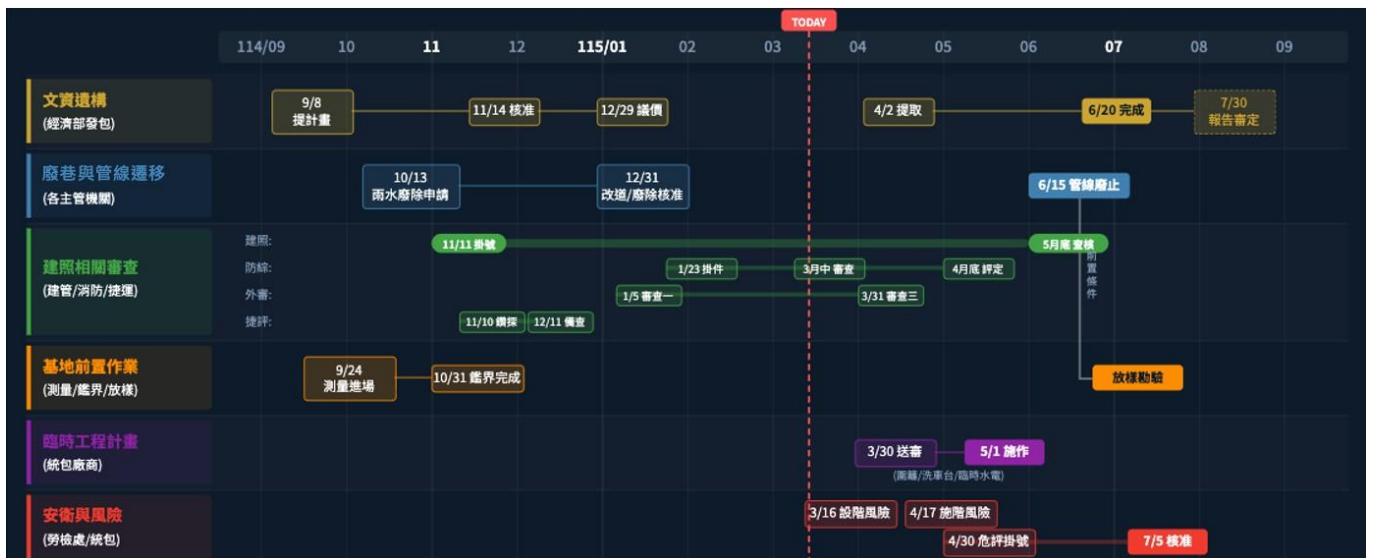 TODAY
114/09 10 11 12 115/01 02 03 04 05 06 07 08 09
文資遺構
(經濟部發包)
9/8
提計畫
11/14 核准
12/29 議價
4/2 提取
6/20 完成
7/30
報告審定
廢巷與管線遷移
(各主管機關)
10/13
雨水廢除申請
12/31
改道/廢除核准
6/15 管線廢止
建照相關審查
(建管/消防/捷運)
建照:
11/11 掛號
5月底 查核
防綜:
1/23 掛件
3月中 審查
4月底 評定
前置條件
外審:
1/5 審查一
3/31 審查三
捷評:
11/10 鑽探
12/11 備查
基地前置作業
(測量/鑑界/放樣)
9/24
測量進場
10/31 鑑界完成
放樣勘驗
臨時工程計畫
(統包廠商)
3/30 送審
5/1 施作
(圍籬/洗車台/臨時水電)
安衛與風險
(勞檢處/統包)
3/16 設階風險
4/17 施階風險
4/30 危評掛號
7/5 核准